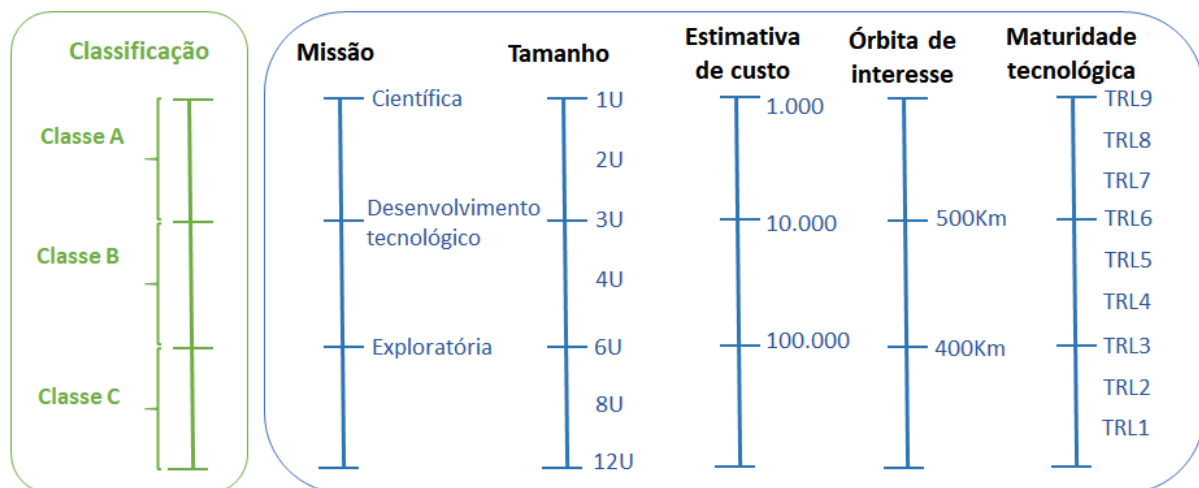 Classificação
Classe A
Classe B
Classe C
Missão
Científica
Desenvolvimento
tecnológico
Exploratória
Tamanho
1U
2U
3U
4U
6U
8U
12U
Estimativa
de custo
1.000
10.000
100.000
Órbita de
interesse
500Km
400Km
Maturidade
tecnológica
TRL9
TRL8
TRL7
TRL6
TRL5
TRL4
TRL3
TRL2
TRL1